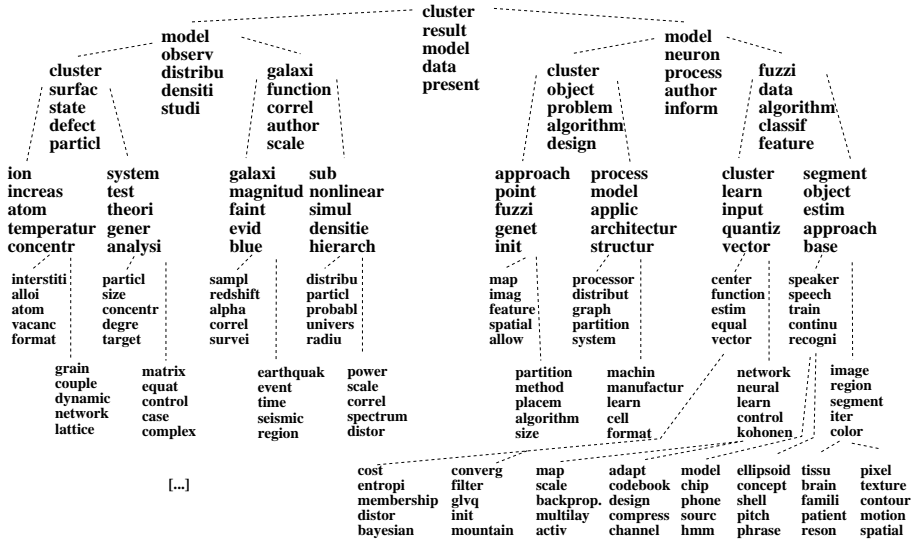 cluster
result
model
data
present
model
observ
distribu
densiti
studi
model
neuron
process
author
inform
cluster
surfac
state
defect
particl
galaxi
function
correl
author
scale
cluster
object
problem
algorithm
design
fuzzi
data
algorithm
classif
feature
ion
increas
atom
temperatur
concentr
system
test
theori
gener
analysi
galaxi
magnitud
faint
evid
blue
sub
nonlinear
simul
densitie
hierarch
approach
point
fuzzi
genet
init
process
model
applic
architectur
structur
cluster
learn
input
quantiz
vector
segment
object
estim
approach
base
interstiti
alloi
atom
vacanc
format
particl
size
concentr
degre
target
sampl
redshift
alpha
correl
survei
distribu
particl
probabl
univers
radiu
map
imag
feature
spatial
allow
processor
distribut
graph
partition
system
center
function
estim
equal
vector
speaker
speech
train
continu
recogni
grain
couple
dynamic
network
lattice
matrix
equat
control
case
complex
earthquak
event
time
seismic
region
power
scale
correl
spectrum
distor
partition
method
placem
algorithm
size
machin
manufactur
learn
cell
format
network
neural
learn
control
kohonen
image
region
segment
iter
color
[...]
cost
entropi
membership
distor
bayesian
converg
filter
glvq
init
mountain
map
scale
backprop.
multilay
activ
adapt
codebook
design
compress
channel
model
chip
phone
sourc
hmm
ellipsoid
concept
shell
pitch
phrase
tissu
brain
famili
patient
reson
pixel
texture
contour
motion
spatial